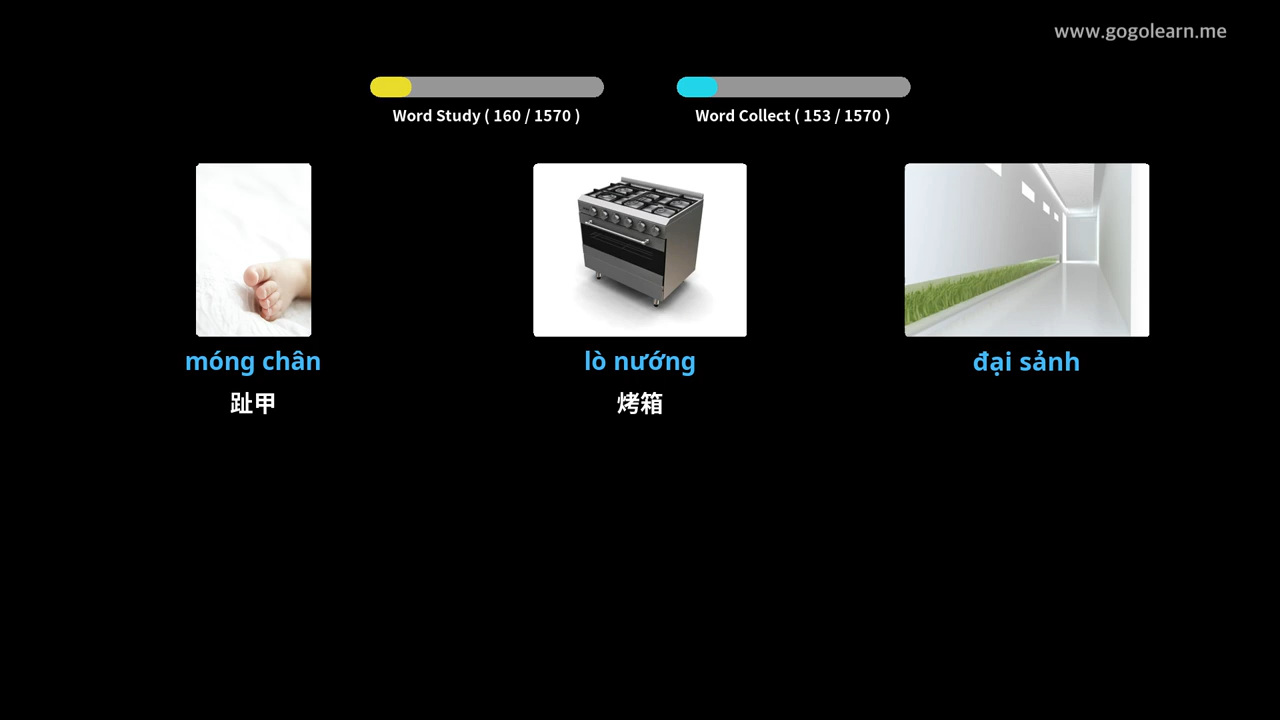 www.gogolearn.me
Word Study ( 160 / 1570 )
Word Collect ( 153 / 1570 )
móng chân
lò nướng
đại sảnh
趾甲
烤箱